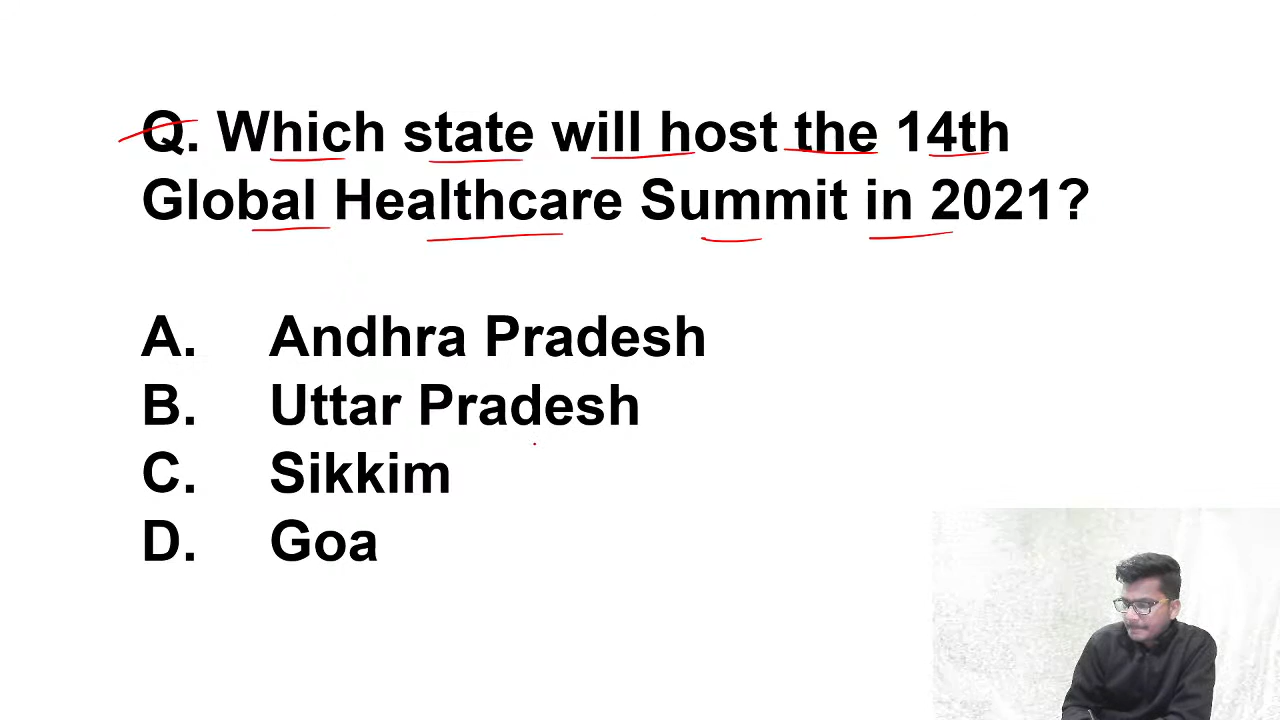 Q. Which state will host the 14th
Global Healthcare Summit in 2021?
A. Andhra Pradesh
B. Uttar Pradesh
C. Sikkim
D. Goa